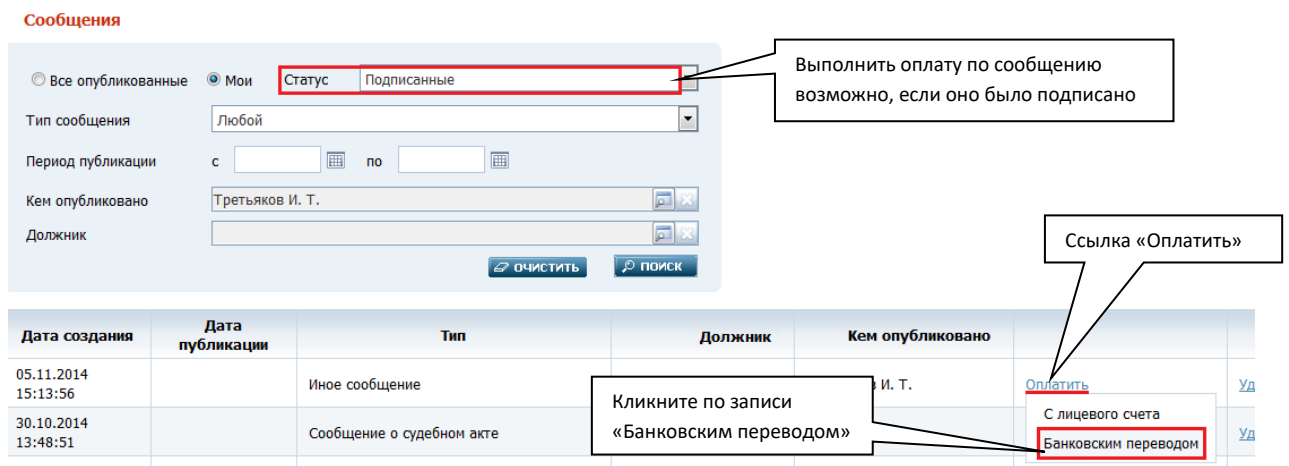 Сообщения
Все опубликованные Мои Статус Подписанные
Выполнить оплату по сообщению
возможно, если оно было подписано
Тип сообщения Любой
Период публикации с по
Кем опубликовано Третьяков И. Т.
Должник
ОЧИСТИТЬ ПОИСК
Ссылка «Оплатить»
Дата создания Дата публикации Тип Должник Кем опубликовано
05.11.2014
15:13:56
Иное сообщение
И. Т.
Оплатить
Уд
С лицевого счета
Банковским переводом
Кликните по записи
«Банковским переводом»
30.10.2014
13:48:51
Сообщение о судебном акте
Уд